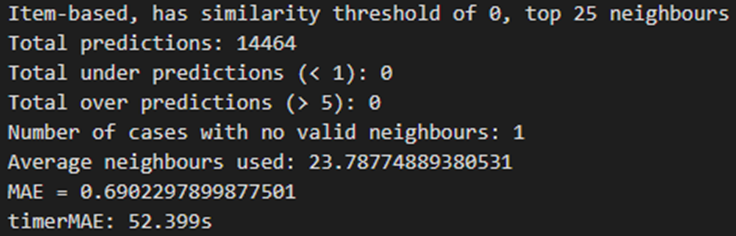 Item-based, has similarity threshold of 0, top 25 neighbours
Total predictions: 14464
Total under predictions (< 1): 0
Total over predictions (> 5): 0
Number of cases with no valid neighbours: 1
Average neighbours used: 23.78774889380531
MAE = 0.6902297899877501
timerMAE: 52.399s